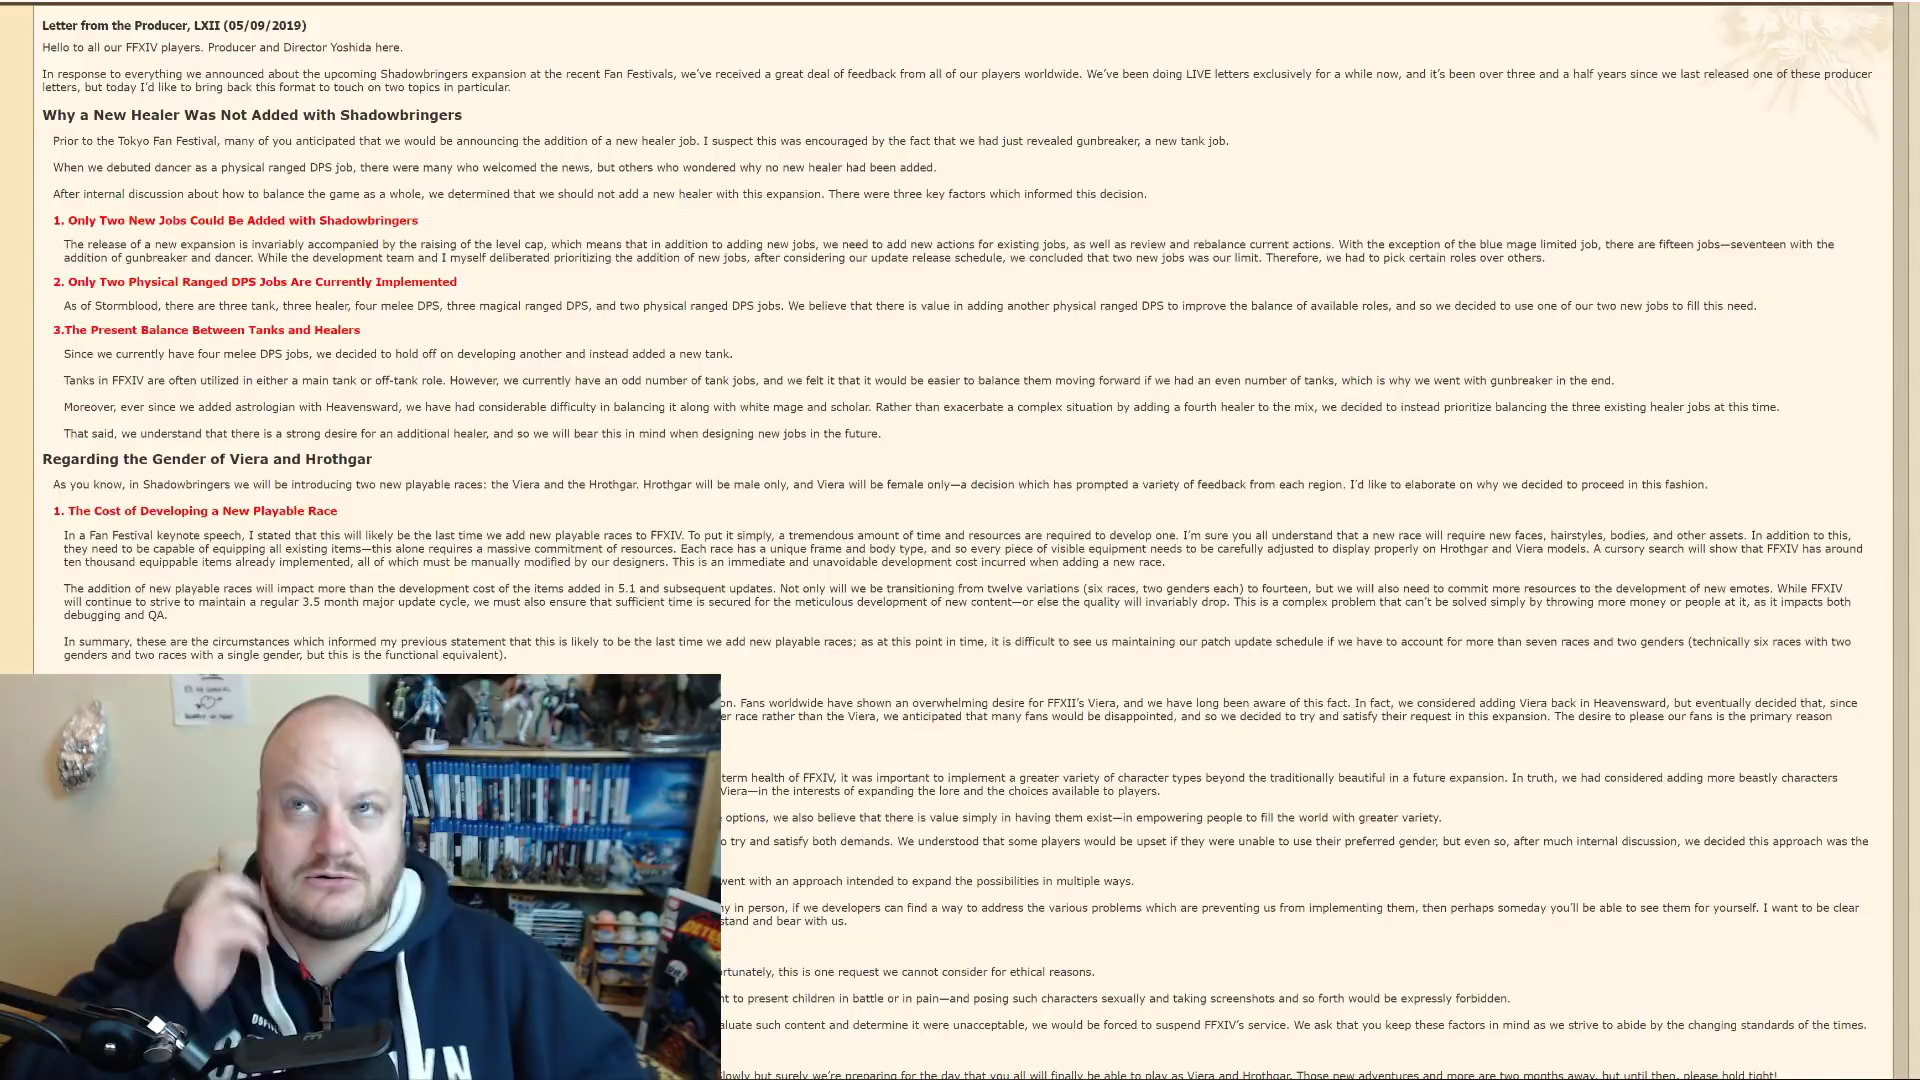 Letter from the Producer, LXII (05/09/2019)
Hello to all our FFXIV players. Producer and Director Yoshida here.
In response to everything we announced about the upcoming Shadowbringers expansion at the recent Fan Festivals, we've received a great deal of feedback from all of our players worldwide. We've been doing LIVE letters exclusively for a while now, and it's been over three and a half years since we last released one of these producer
letters, but today I'd like to bring back this format to touch on two topics in particular.
Why a New Healer Was Not Added with Shadowbringers
Prior to the Tokyo Fan Festival, many of you anticipated that we would be announcing the addition of a new healer job. I suspect this was encouraged by the fact that we had just revealed gunbreaker, a new tank job.
When we debuted dancer as a physical ranged DPS job, there were many who welcomed the news, but others who wondered why no new healer had been added.
After internal discussion about how to balance the game as a whole, we determined that we should not add a new healer with this expansion. There were three key factors which informed this decision.
1. Only Two New Jobs Could Be Added with Shadowbringers
The release of a new expansion is invariably accompanied by the raising of the level cap, which means that in addition to adding new jobs, we need to add new actions for existing jobs, as well as review and rebalance current actions. With the exception of the blue mage limited job, there are fifteen jobs—seventeen with the
addition of gunbreaker and dancer. While the development team and I myself deliberated prioritizing the addition of new jobs, after considering our update release schedule, we concluded that two new jobs was our limit. Therefore, we had to pick certain roles over others.
2. Only Two Physical Ranged DPS Jobs Are Currently Implemented
As of Stormblood, there are three tank, three healer, four melee DPS, three magical ranged DPS, and two physical ranged DPS jobs. We believe that there is value in adding another physical ranged DPS to improve the balance of available roles, and so we decided to use one of our two new jobs to fill this need.
3.The Present Balance Between Tanks and Healers
Since we currently have four melee DPS jobs, we decided to hold off on developing another and instead added a new tank.
Tanks in FFXIV are often utilized in either a main tank or off-tank role. However, we currently have an odd number of tank jobs, and we felt it that it would be easier to balance them moving forward if we had an even number of tanks, which is why we went with gunbreaker in the end.
Moreover, ever since we added astrologian with Heavensward, we have had considerable difficulty in balancing it along with white mage and scholar. Rather than exacerbate a complex situation by adding a fourth healer to the mix, we decided to instead prioritize balancing the three existing healer jobs at this time.
That said, we understand that there is a strong desire for an additional healer, and so we will bear this in mind when designing new jobs in the future.
Regarding the Gender of Viera and Hrothgar
As you know, in Shadowbringers we will be introducing two new playable races: the Viera and the Hrothgar. Hrothgar will be male only, and Viera will be female only—a decision which has prompted a variety of feedback from each region. I'd like to elaborate on why we decided to proceed in this fashion.
1. The Cost of Developing a New Playable Race
In a Fan Festival keynote speech, I stated that this will likely be the last time we add new playable races to FFXIV. To put it simply, a tremendous amount of time and resources are required to develop one. I'm sure you all understand that a new race will require new faces, hairstyles, bodies, and other assets. In addition to this,
they need to be capable of equipping all existing items—this alone requires a massive commitment of resources. Each race has a unique frame and body type, and so every piece of visible equipment needs to be carefully adjusted to display properly on Hrothgar and Viera models. A cursory search will show that FFXIV has around
ten thousand equippable items already implemented, all of which must be manually modified by our designers. This is an immediate and unavoidable development cost incurred when adding a new race.
The addition of new playable races will impact more than the development cost of the items added in 5.1 and subsequent updates. Not only will we be transitioning from twelve variations (six races, two genders each) to fourteen, but we will also need to commit more resources to the development of new emotes. While FFXIV
will continue to strive to maintain a regular 3.5 month major update cycle, we must also ensure that sufficient time is secured for the meticulous development of new content—or else the quality will invariably drop. This is a complex problem that can't be solved simply by throwing more money or people at it, as it impacts both
debugging and QA.
In summary, these are the circumstances which informed my previous statement that this is likely to be the last time we add new playable races; as at this point in time, it is difficult to see us maintaining our patch update schedule if we have to account for more than seven races and two genders (technically six races with two
genders and two races with a single gender, but this is the functional equivalent).
on. Fans worldwide have shown an overwhelming desire for FFXII's Viera, and we have long been aware of this fact. In fact, we considered adding Viera back in Heavensward, but eventually decided that, since
er race rather than the Viera, we anticipated that many fans would be disappointed, and so we decided to try and satisfy their request in this expansion. The desire to please our fans is the primary reason
term health of FFXIV, it was important to implement a greater variety of character types beyond the traditionally beautiful in a future expansion. In truth, we had considered adding more beastly characters
Viera—in the interests of expanding the lore and the choices available to players.
options, we also believe that there is value simply in having them exist—in empowering people to fill the world with greater variety.
o try and satisfy both demands. We understood that some players would be upset if they were unable to use their preferred gender, but even so, after much internal discussion, we decided this approach was the
went with an approach intended to expand the possibilities in multiple ways.
ny in person, if we developers can find a way to address the various problems which are preventing us from implementing them, then perhaps someday you'll be able to see them for yourself. I want to be clear
stand and bear with us.
rtunately, this is one request we cannot consider for ethical reasons.
nt to present children in battle or in pain—and posing such characters sexually and taking screenshots and so forth would be expressly forbidden.
aluate such content and determine it were unacceptable, we would be forced to suspend FFXIV's service. We ask that you keep these factors in mind as we strive to abide by the changing standards of the times.
Slowly but surely we're preparing for the day that you all will finally be able to play as Viera and Hrothgar. Those new adventures and more are two months away, but until then, please hold tight!